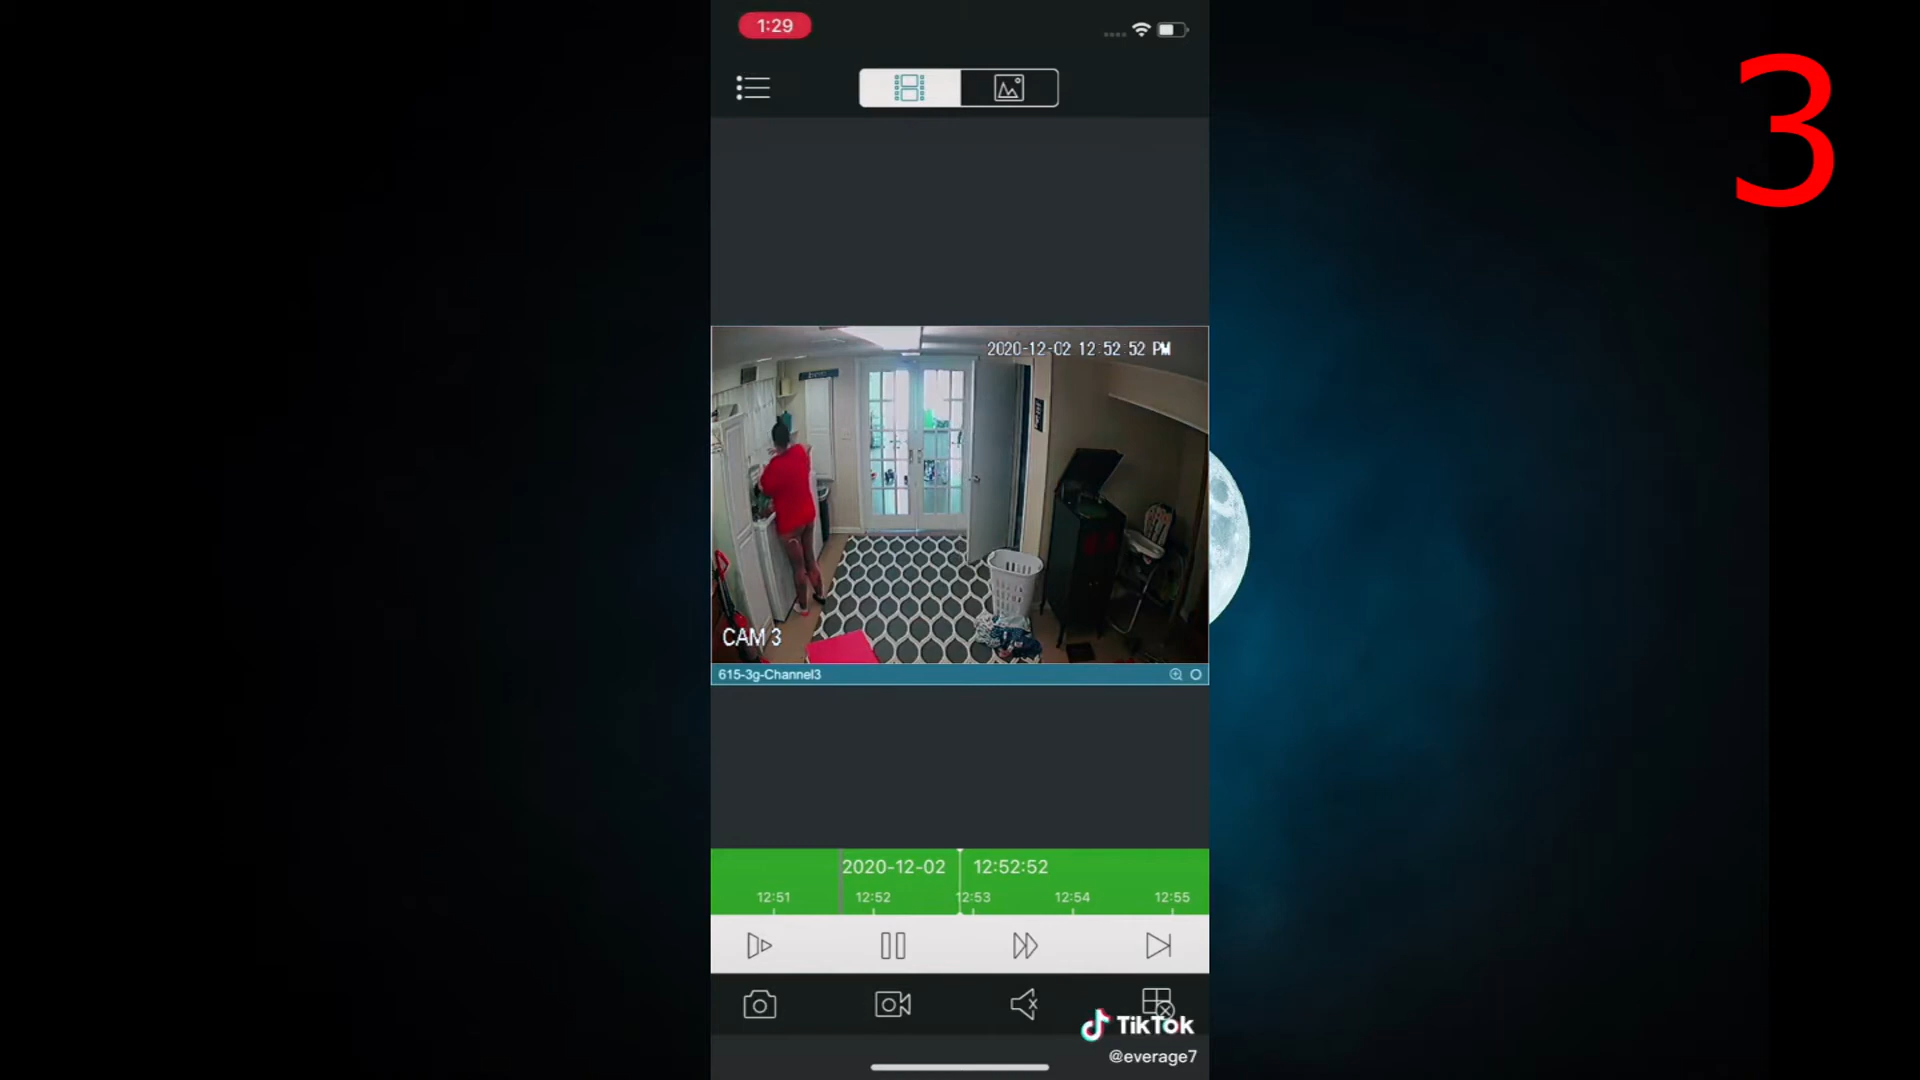 1:29
3
2020-12-02 12:52:52 PM
CAM 3
615-3g-Channel3
2020-12-02 12:52:52
12:51 12:52 12:53 12:54 12:55
TikTok
@everage7